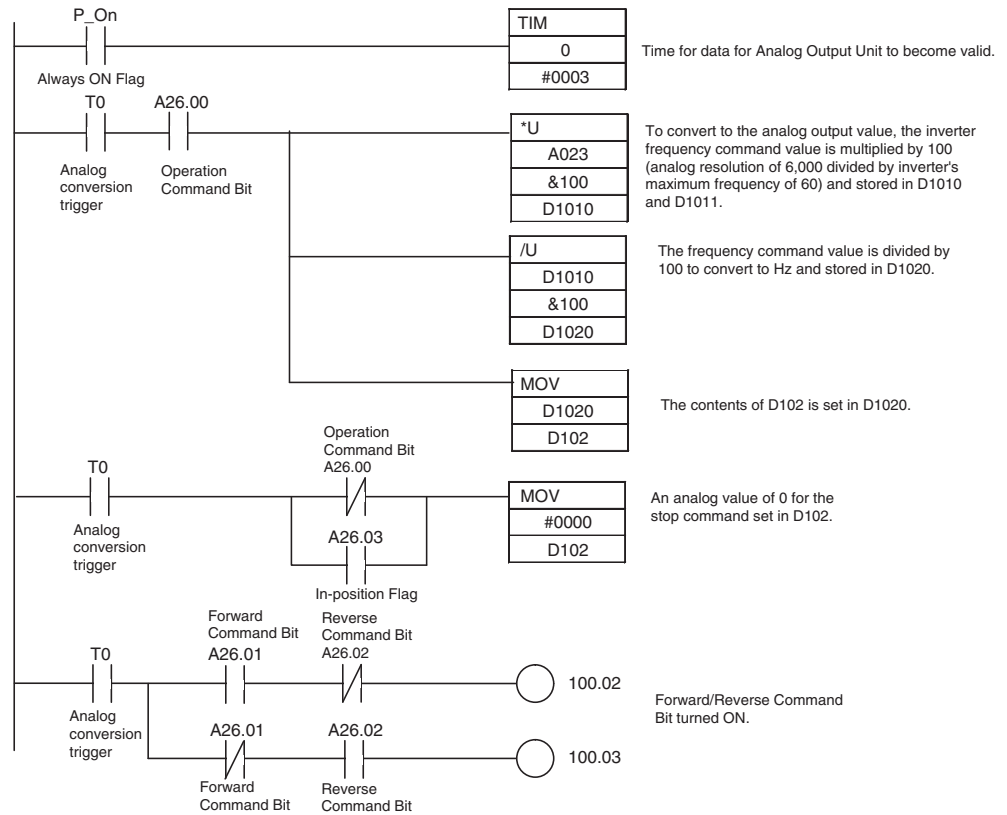 P_On
TIM
0
#0003
Time for data for Analog Output Unit to become valid.
Always ON Flag
T0
A26.00
Analog
conversion
trigger
Operation
Command Bit
*U
A023
&100
D1010
To convert to the analog output value, the inverter
frequency command value is multiplied by 100
(analog resolution of 6,000 divided by inverter's
maximum frequency of 60) and stored in D1010
and D1011.
/U
D1010
&100
D1020
The frequency command value is divided by
100 to convert to Hz and stored in D1020.
MOV
D1020
D102
The contents of D102 is set in D1020.
T0
Analog
conversion
trigger
Operation
Command Bit
A26.00
A26.03
In-position Flag
MOV
#0000
D102
An analog value of 0 for the
stop command set in D102.
T0
Analog
conversion
trigger
Forward
Command Bit
A26.01
Reverse
Command Bit
A26.02
100.02
A26.01
Forward
Command Bit
A26.02
Reverse
Command Bit
100.03
Forward/Reverse Command
Bit turned ON.